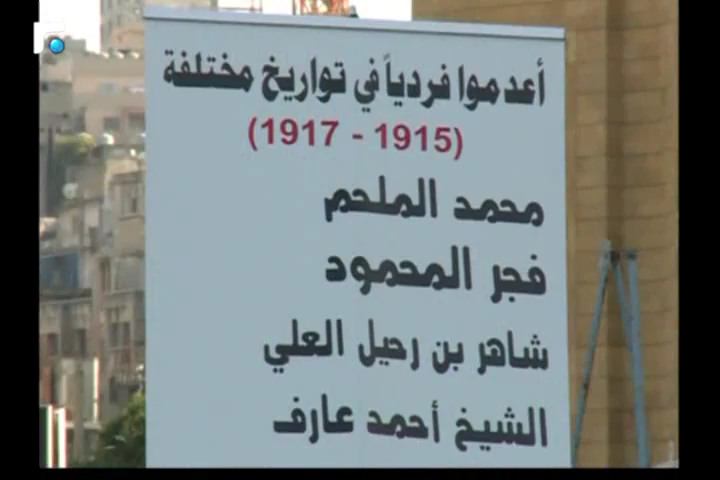 أعدموا فردياً في تواريخ مختلفة
(1915 - 1917)
محمد الملحم
فجر المحمود
شاهر بن رحيل العلي
الشيخ أحمد عارف